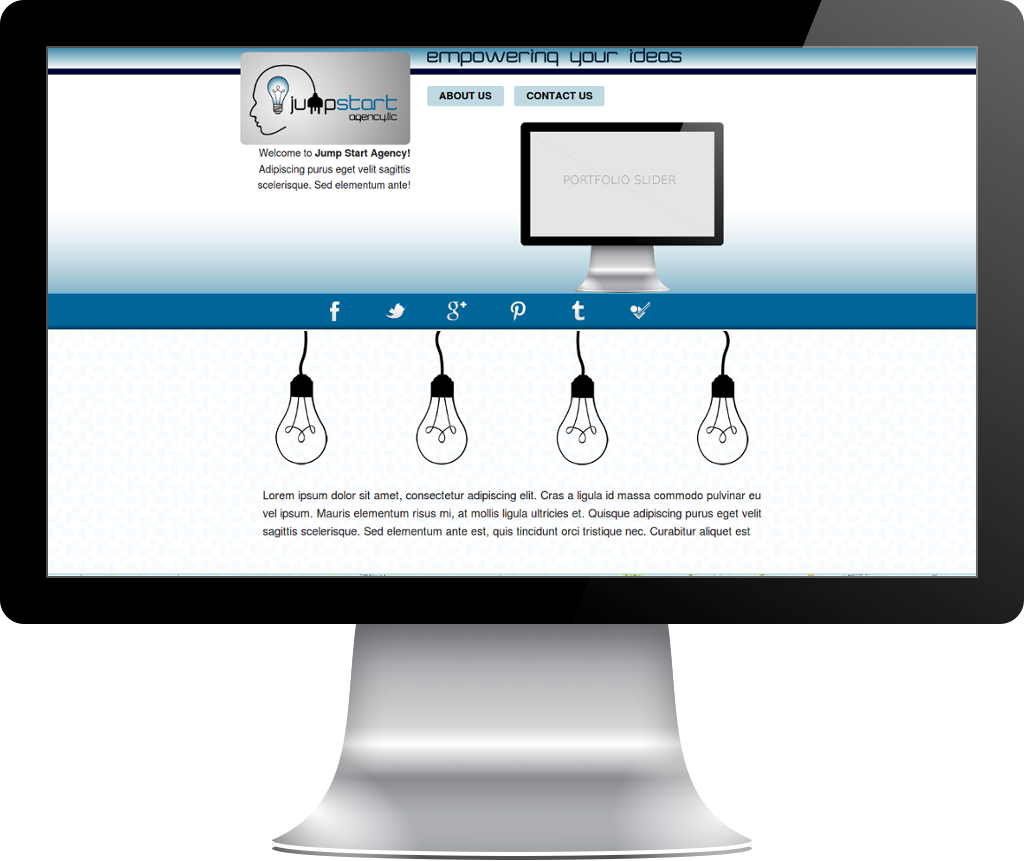 empowering your ideas
jumpstart
agency,llc
ABOUT US
CONTACT US
Welcome to Jump Start Agency!
Adipiscing purus eget velit sagittis
scelerisque. Sed elementum ante!
PORTFOLIO SLIDER
Lorem ipsum dolor sit amet, consectetur adipiscing elit. Cras a ligula id massa commodo pulvinar eu
vel ipsum. Mauris elementum risus mi, at mollis ligula ultricies et. Quisque adipiscing purus eget velit
sagittis scelerisque. Sed elementum ante est, quis tincidunt orci tristique nec. Curabitur aliquet est